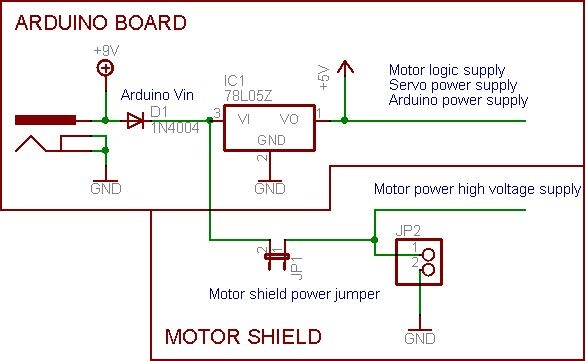 ARDUINO BOARD
+9V
Arduino Vin
D1
1N4004
IC1
78L05Z
3
VI
VO
1
GND
2
+5V
Motor logic supply
Servo power supply
Arduino power supply
GND
GND
Motor power high voltage supply
JP2
1
2
2
1
JP1
Motor shield power jumper
GND
MOTOR SHIELD